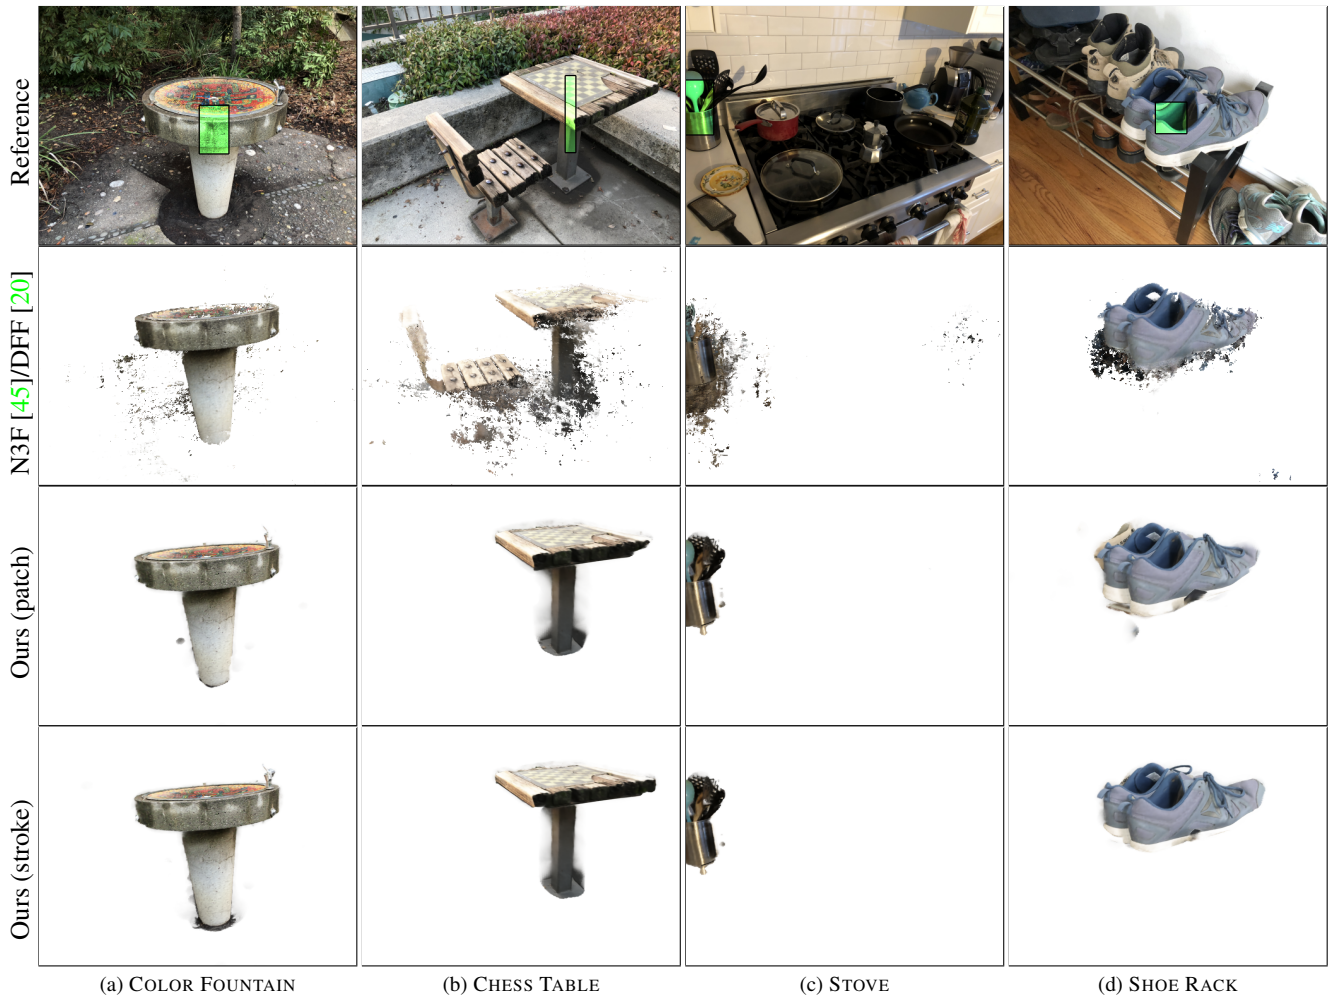 Reference
N3F [45]/DFF [20]
Ours (patch)
Ours (stroke)
(a) COLOR FOUNTAIN
(b) CHESS TABLE
(c) STOVE
(d) SHOE RACK